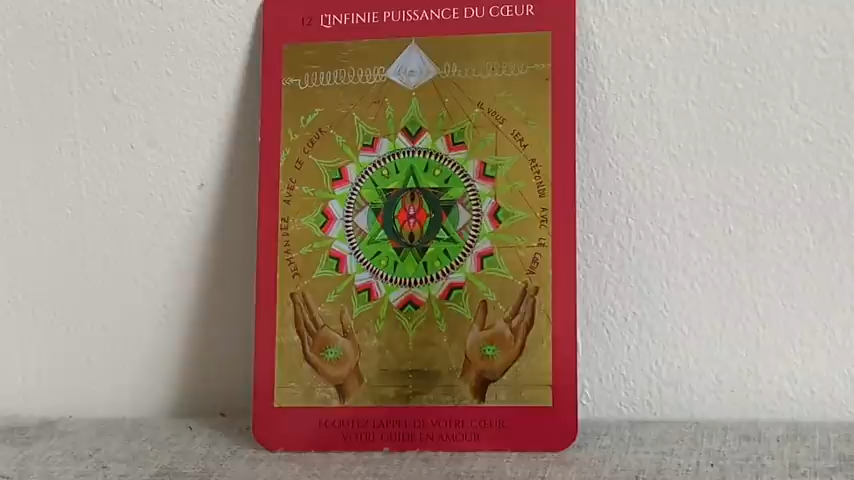 12 L'INFINIE PUISSANCE DU CŒUR
DEMANDEZ AVEC LE CŒUR
IL VOUS SERA RÉPONDU AVEC LE CŒUR
ECOUTEZ L'APPEL DE VOTRE CŒUR
VOTRE GUIDE EN AMOUR